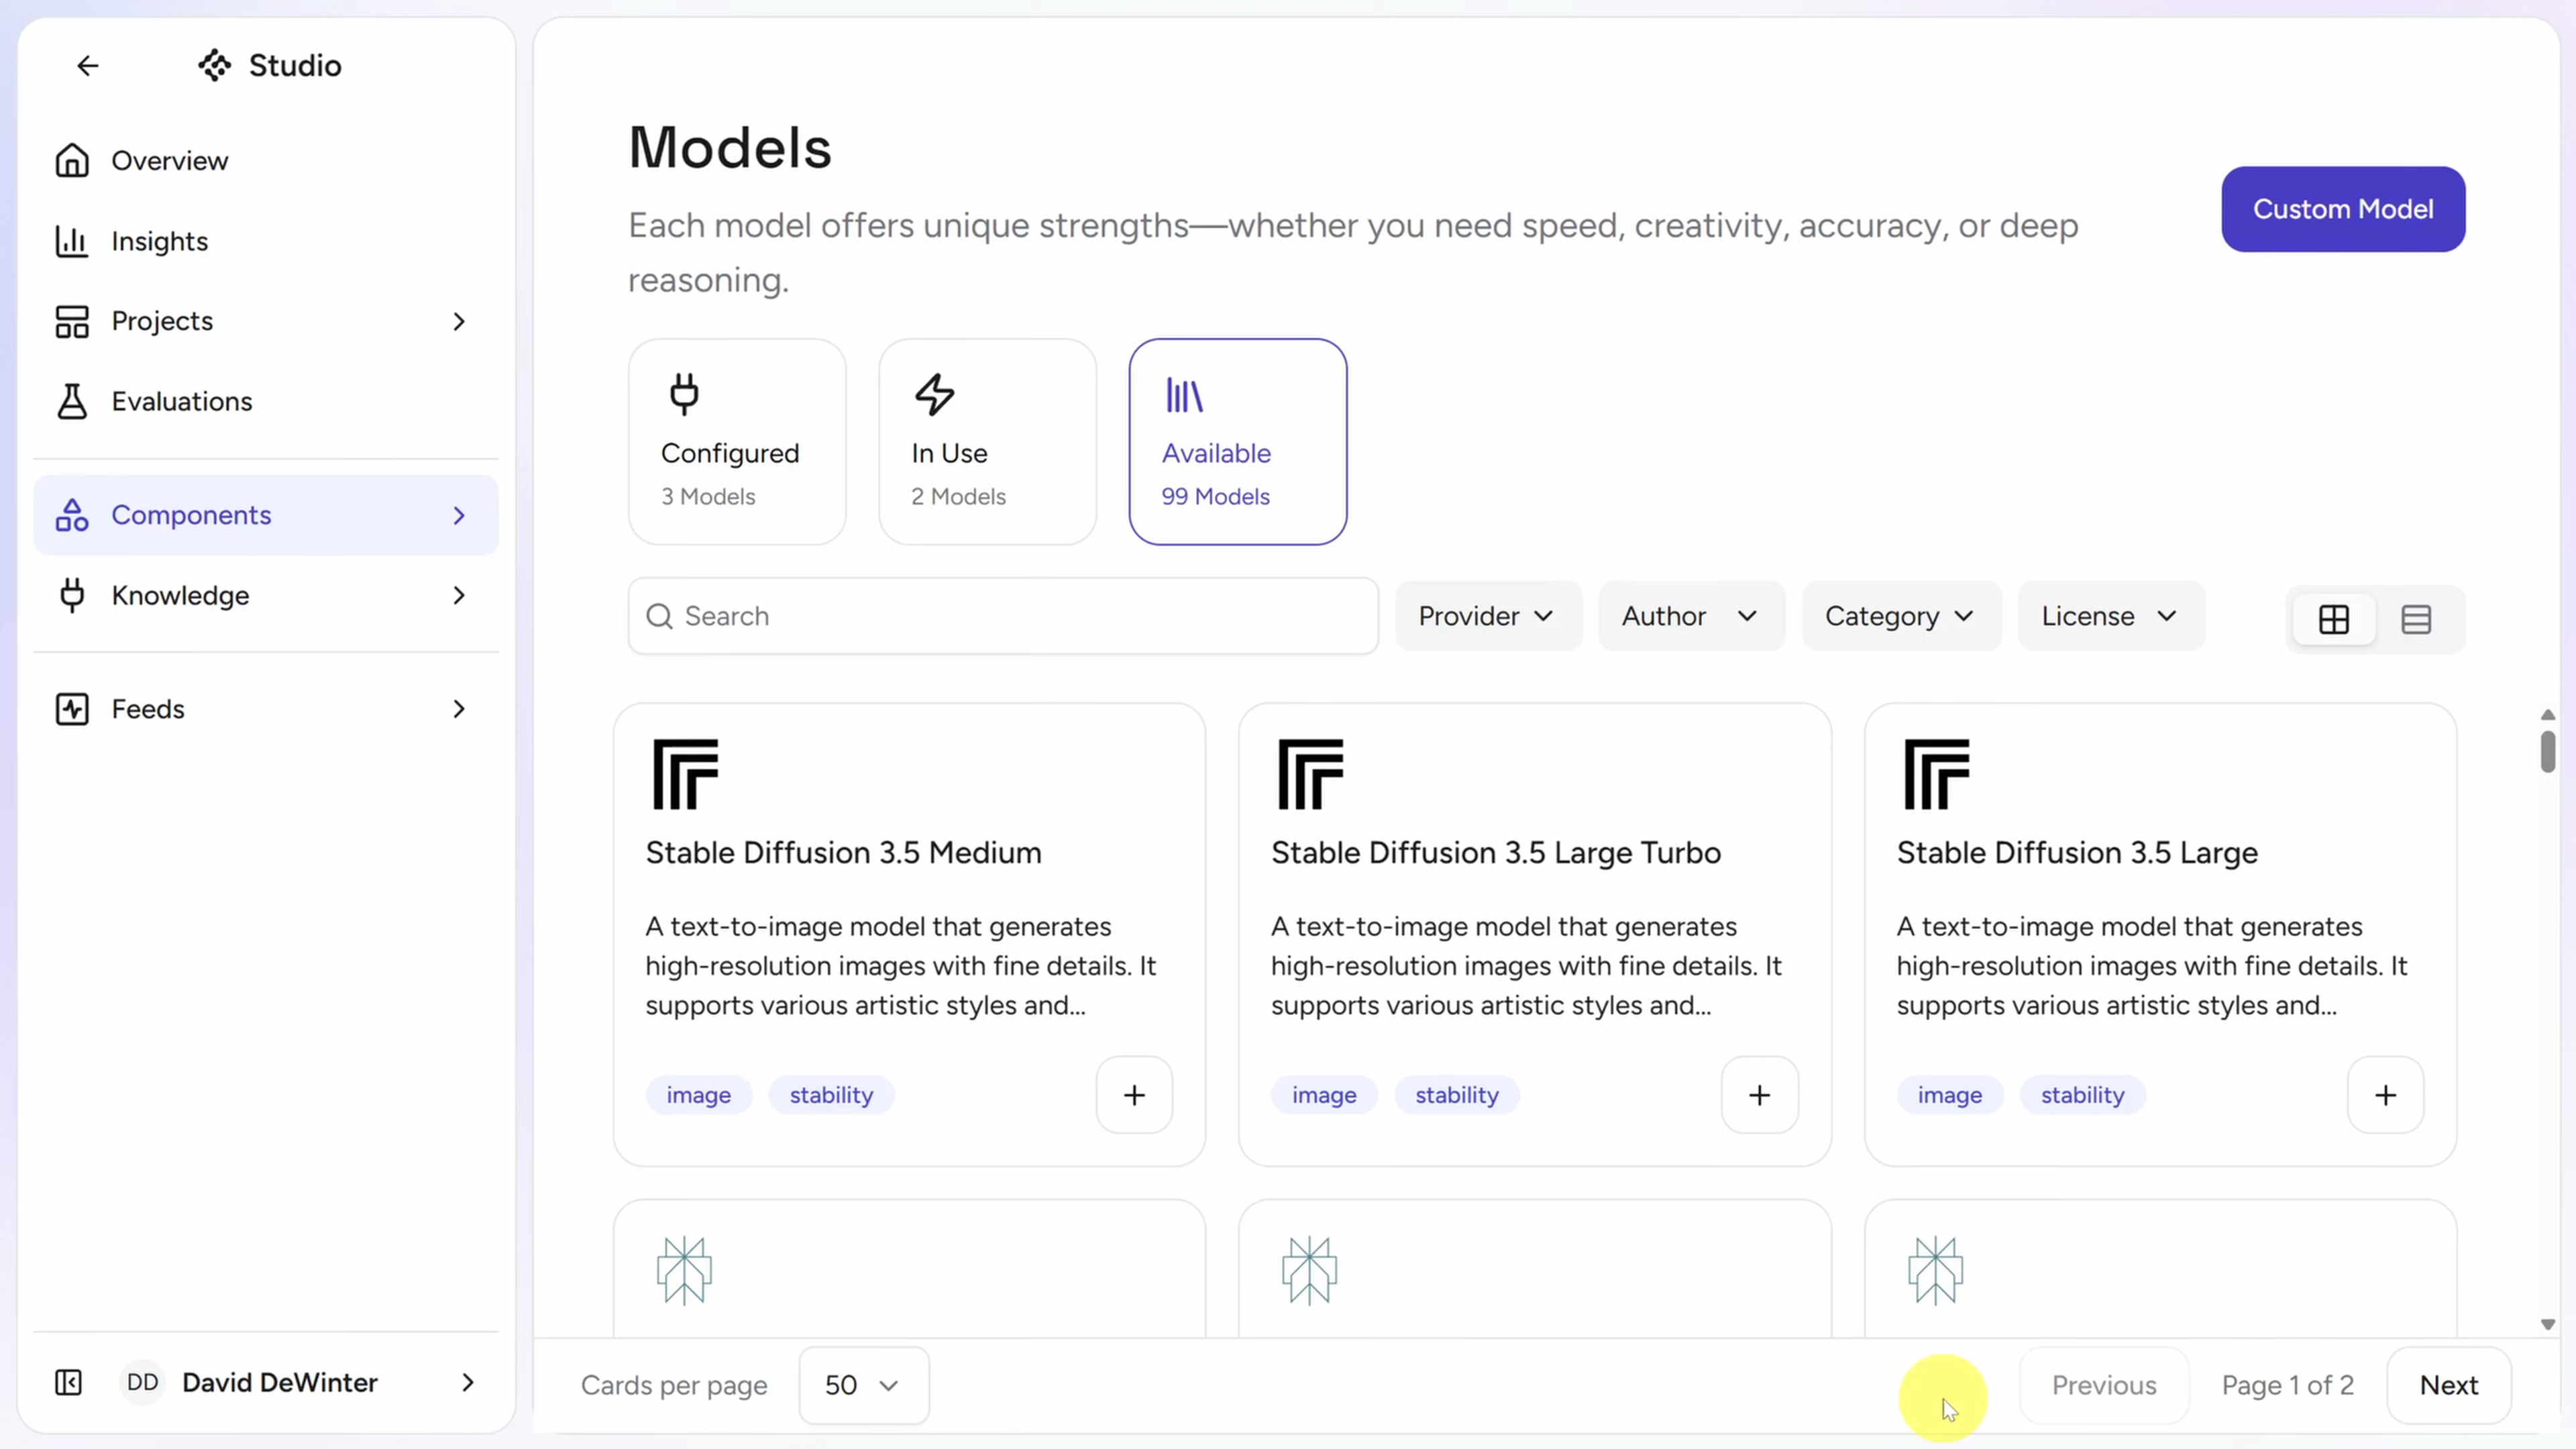 Studio
Overview
Insights
Projects
Evaluations
Components
Knowledge
Feeds
DD David DeWinter
Models
Each model offers unique strengths—whether you need speed, creativity, accuracy, or deep
reasoning.
Custom Model
Configured
3 Models
In Use
2 Models
Available
99 Models
Search
Provider
Author
Category
License
Stable Diffusion 3.5 Medium
A text-to-image model that generates
high-resolution images with fine details. It
supports various artistic styles and...
image stability
Stable Diffusion 3.5 Large Turbo
A text-to-image model that generates
high-resolution images with fine details. It
supports various artistic styles and...
image stability
Stable Diffusion 3.5 Large
A text-to-image model that generates
high-resolution images with fine details. It
supports various artistic styles and...
image stability
Cards per page 50
Previous Page 1 of 2 Next